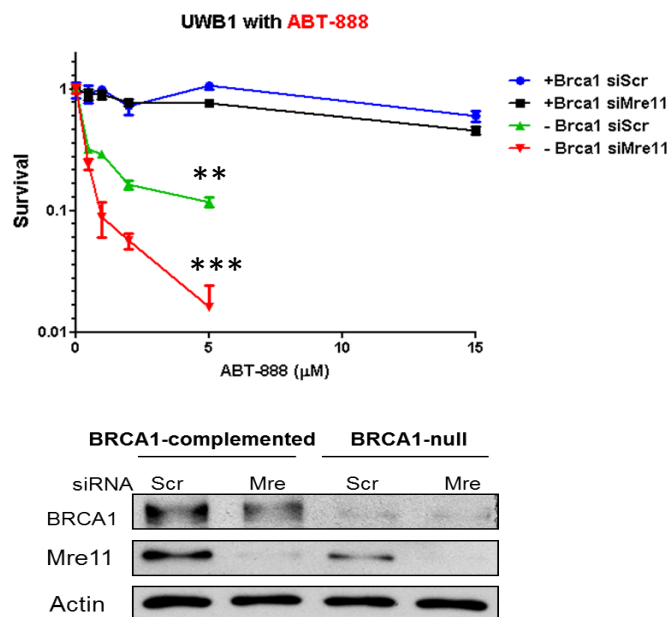 UWB1 with ABT-888
Survival
1
0.1
0.01
**
***
0 5 10 15
ABT-888 (μM)
+Brca1 siScr
+Brca1 siMre11
- Brca1 siScr
- Brca1 siMre11
BRCA1-complemented BRCA1-null
siRNA Scr Mre Scr Mre
BRCA1
Mre11
Actin